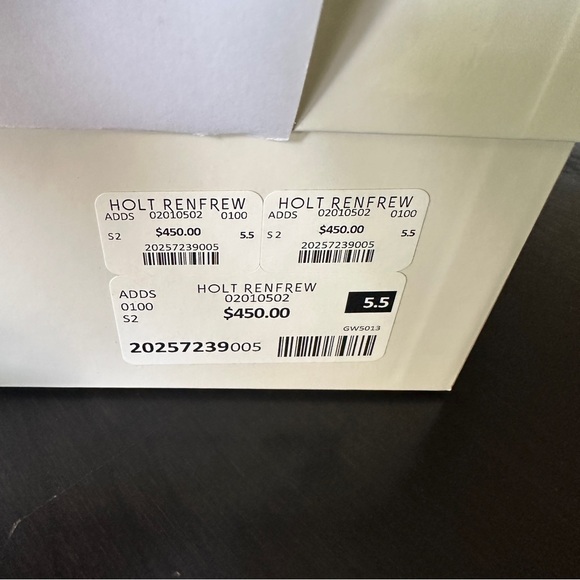 HOLT RENFREW
ADDS 02010502 0100
S2 $450.00 5.5
20257239005
HOLT RENFREW
ADDS 02010502 0100
S2 $450.00 5.5
20257239005
HOLT RENFREW
ADDS 02010502
0100 $450.00 5.5
S2
GW5013
20257239005